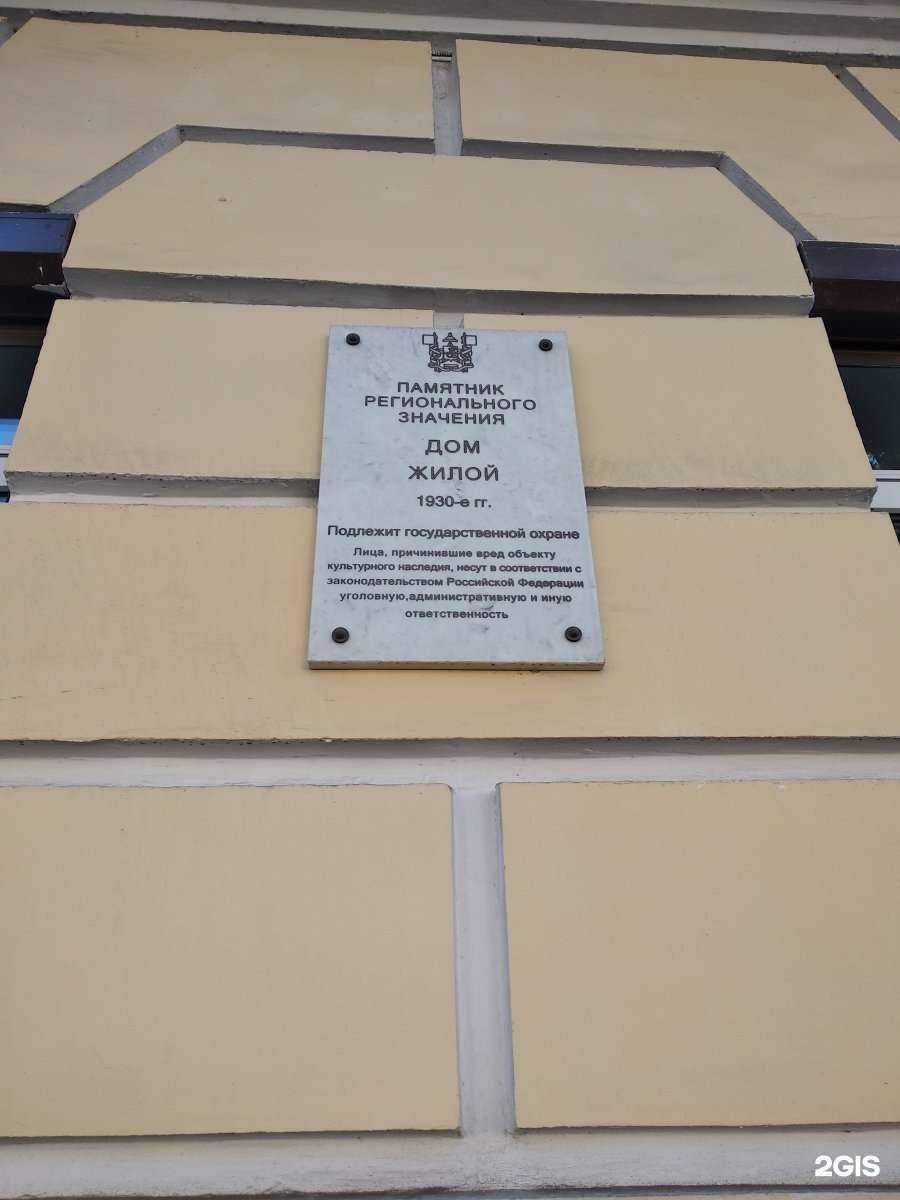 ПАМЯТНИК
РЕГИОНАЛЬНОГО
ЗНАЧЕНИЯ
ДОМ
ЖИЛОЙ
1930-е гг.
Подлежит государственной охране
Лица, причинившие вред объекту
культурного наследия, несут в соответствии с
законодательством Российской Федерации
уголовную,административную и иную
ответственность
2GIS